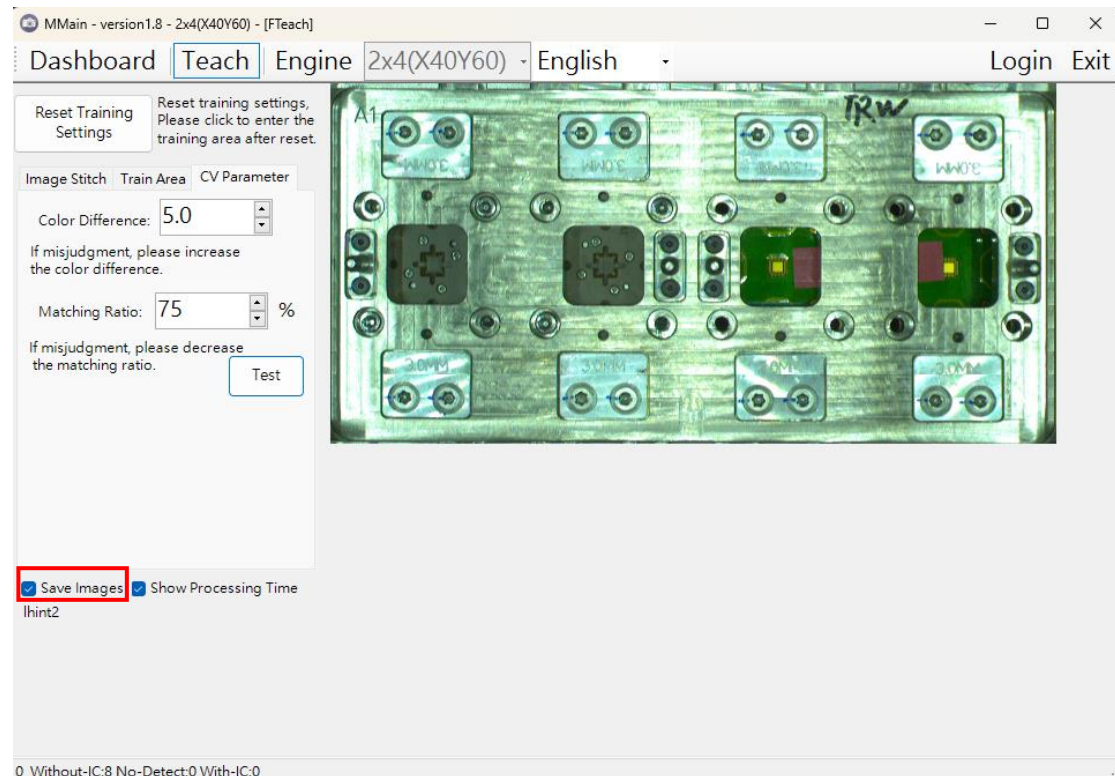 MMain - version1.8 - 2x4(X40Y60) - [FTeach]
Dashboard Teach Engine 2x4(X40Y60) English Login Exit
Reset Training
Settings
Reset training settings,
Please click to enter the
training area after reset.
Image Stitch Train Area CV Parameter
Color Difference: 5.0
If misjudgment, please increase
the color difference.
Matching Ratio: 75 %
If misjudgment, please decrease
the matching ratio.
Test
Save Images Show Processing Time
lhint2
A1 TRW
3.0MM 3.0MM 3.0MM 3.0MM
3.0MM 3.0MM 3.0MM
0 Without-IC:8 No-Detect:0 With-IC:0